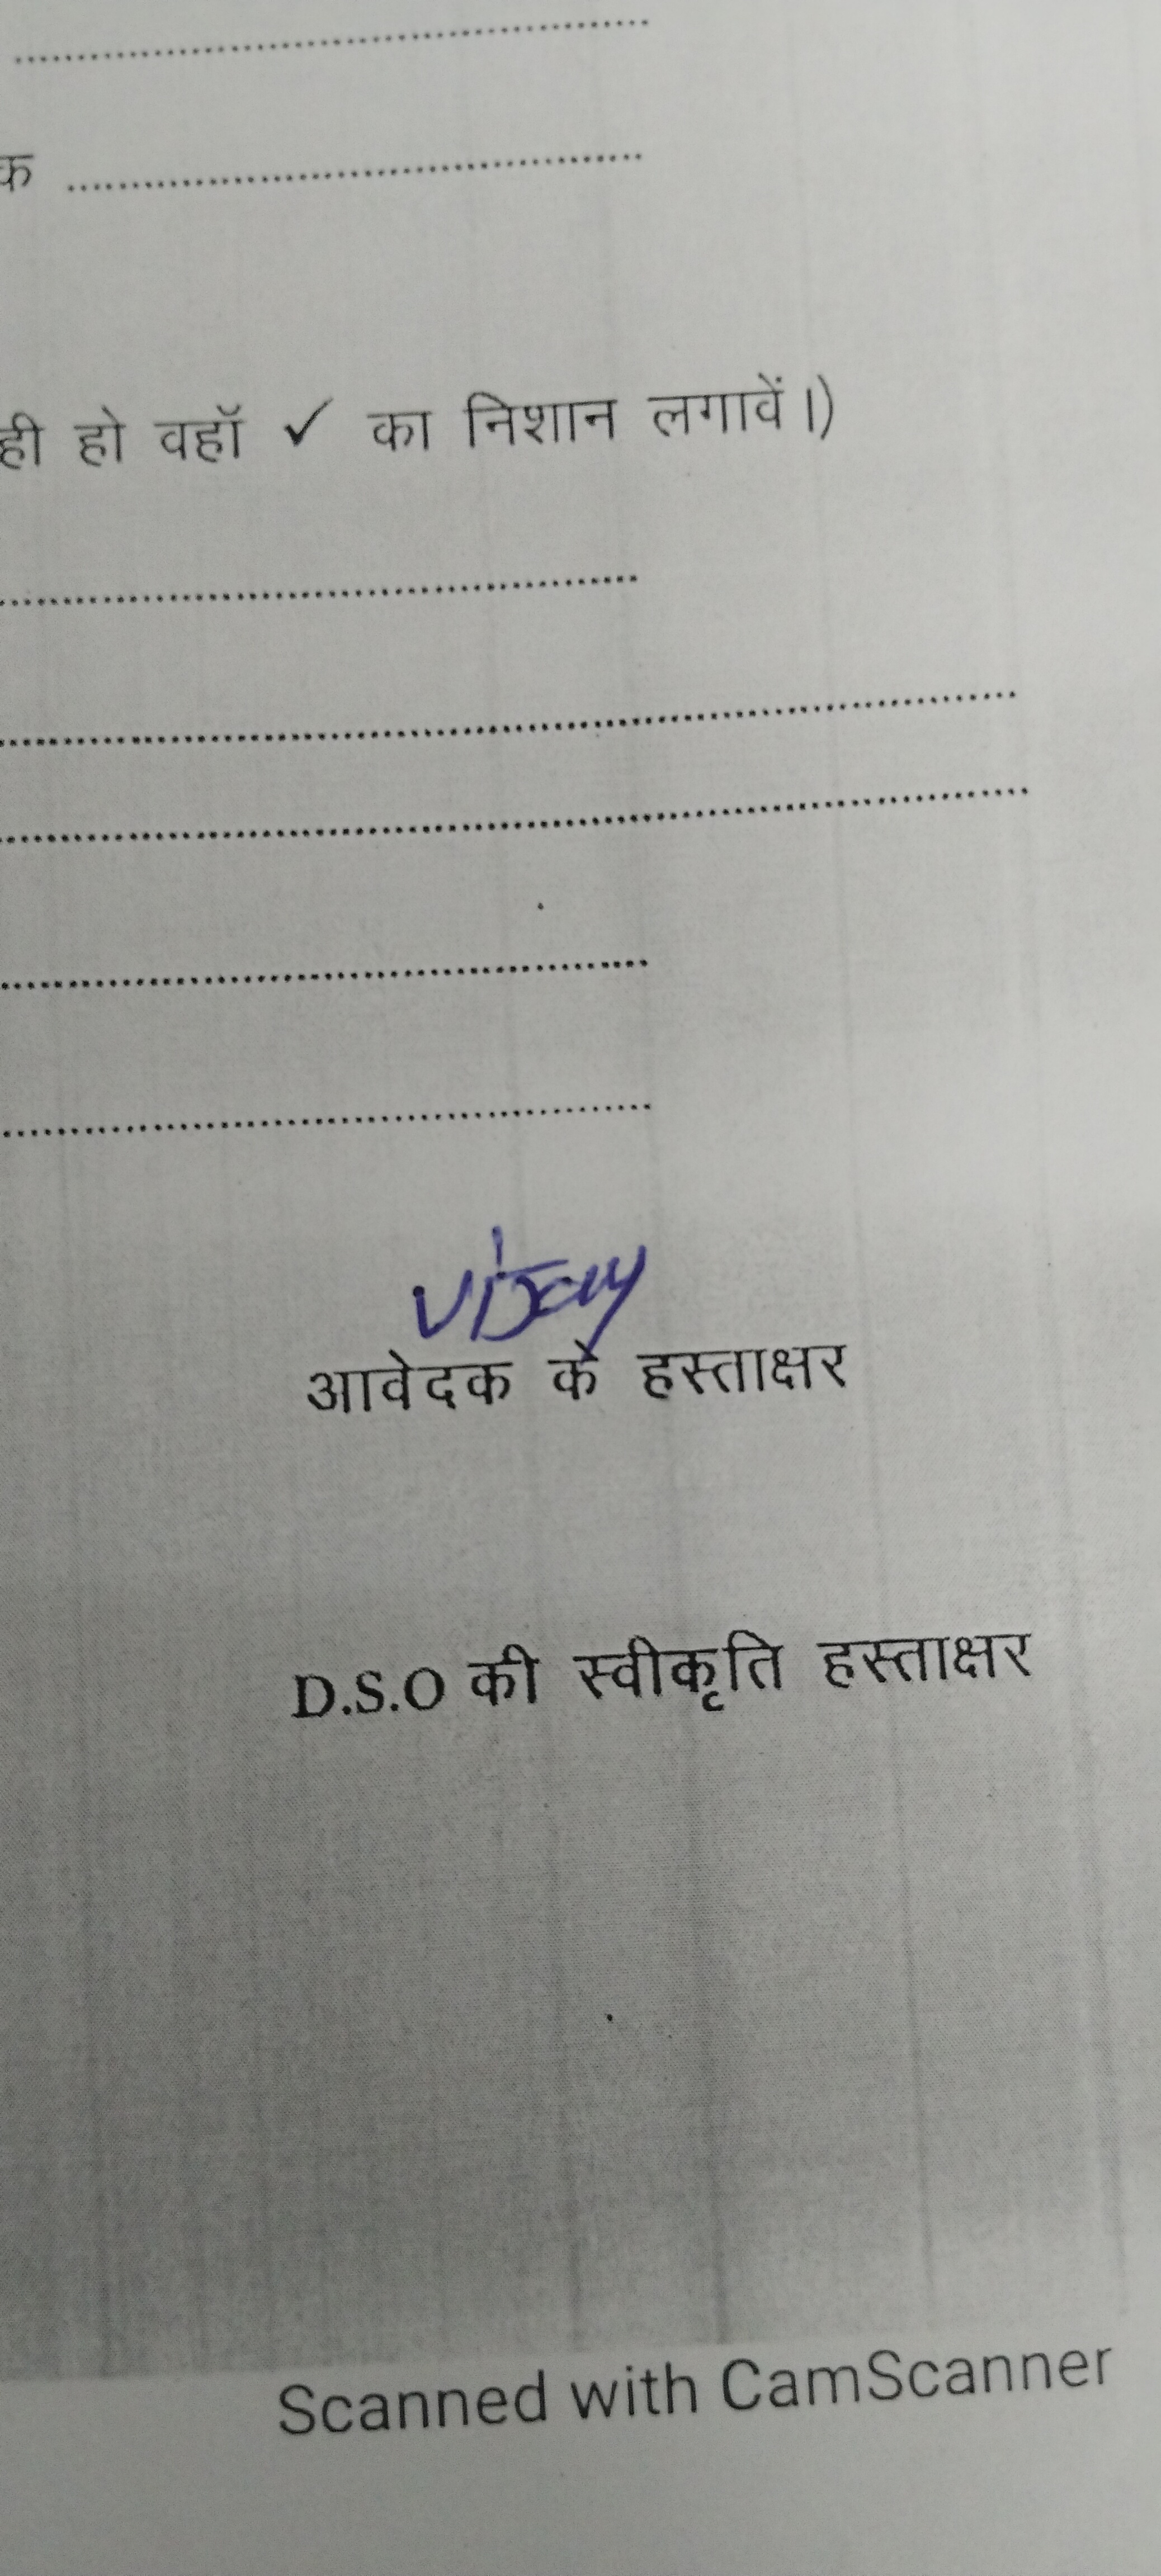 क ..........................................
ही हो वहाॅ ✓ का निशान लगावें।)
Vijay
आवेदक के हस्ताक्षर
D.S.O की स्वीकृति हस्ताक्षर
Scanned with CamScanner